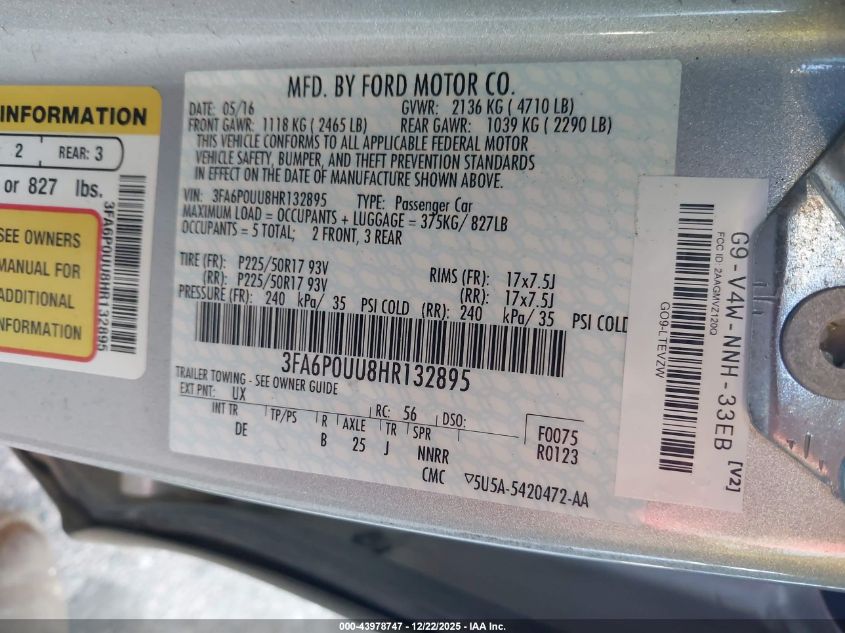 INFORMATION
2 REAR: 3
or 827 lbs.
SEE OWNERS
MANUAL FOR
ADDITIONAL
INFORMATION
3FA6P0UU8HR132895
MFD. BY FORD MOTOR CO.
DATE: 05/16 GVWR: 2136 KG ( 4710 LB)
FRONT GAWR: 1118 KG ( 2465 LB) REAR GAWR: 1039 KG ( 2290 LB)
THIS VEHICLE CONFORMS TO ALL APPLICABLE FEDERAL MOTOR
VEHICLE SAFETY, BUMPER, AND THEFT PREVENTION STANDARDS
IN EFFECT ON THE DATE OF MANUFACTURE SHOWN ABOVE.
VIN: 3FA6P0UU8HR132895 TYPE: Passenger Car
MAXIMUM LOAD = OCCUPANTS + LUGGAGE = 375KG/ 827LB
OCCUPANTS = 5 TOTAL; 2 FRONT, 3 REAR
TIRE (FR): P225/50R17 93V RIMS (FR): 17x7.5J
(RR): P225/50R17 93V (RR): 17x7.5J
PRESSURE (FR): 240 kPa/ 35 PSI COLD (RR): 240 kPa/ 35 PSI COLD
3FA6P0UU8HR132895
TRAILER TOWING - SEE OWNER GUIDE
EXT PNT: UX RC: 56 DSO:
INT TR TP/PS R AXLE TR SPR F0075
DE B 25 J NNRR R0123
CMC ▽5U5A-5420472-AA
G9-V4W-NNH-33EB [V2]
FCC ID: 2AAGMVZ120Q
GO9-LTEVZW
00-43978747 - 12/22/2025 - IAA Inc.